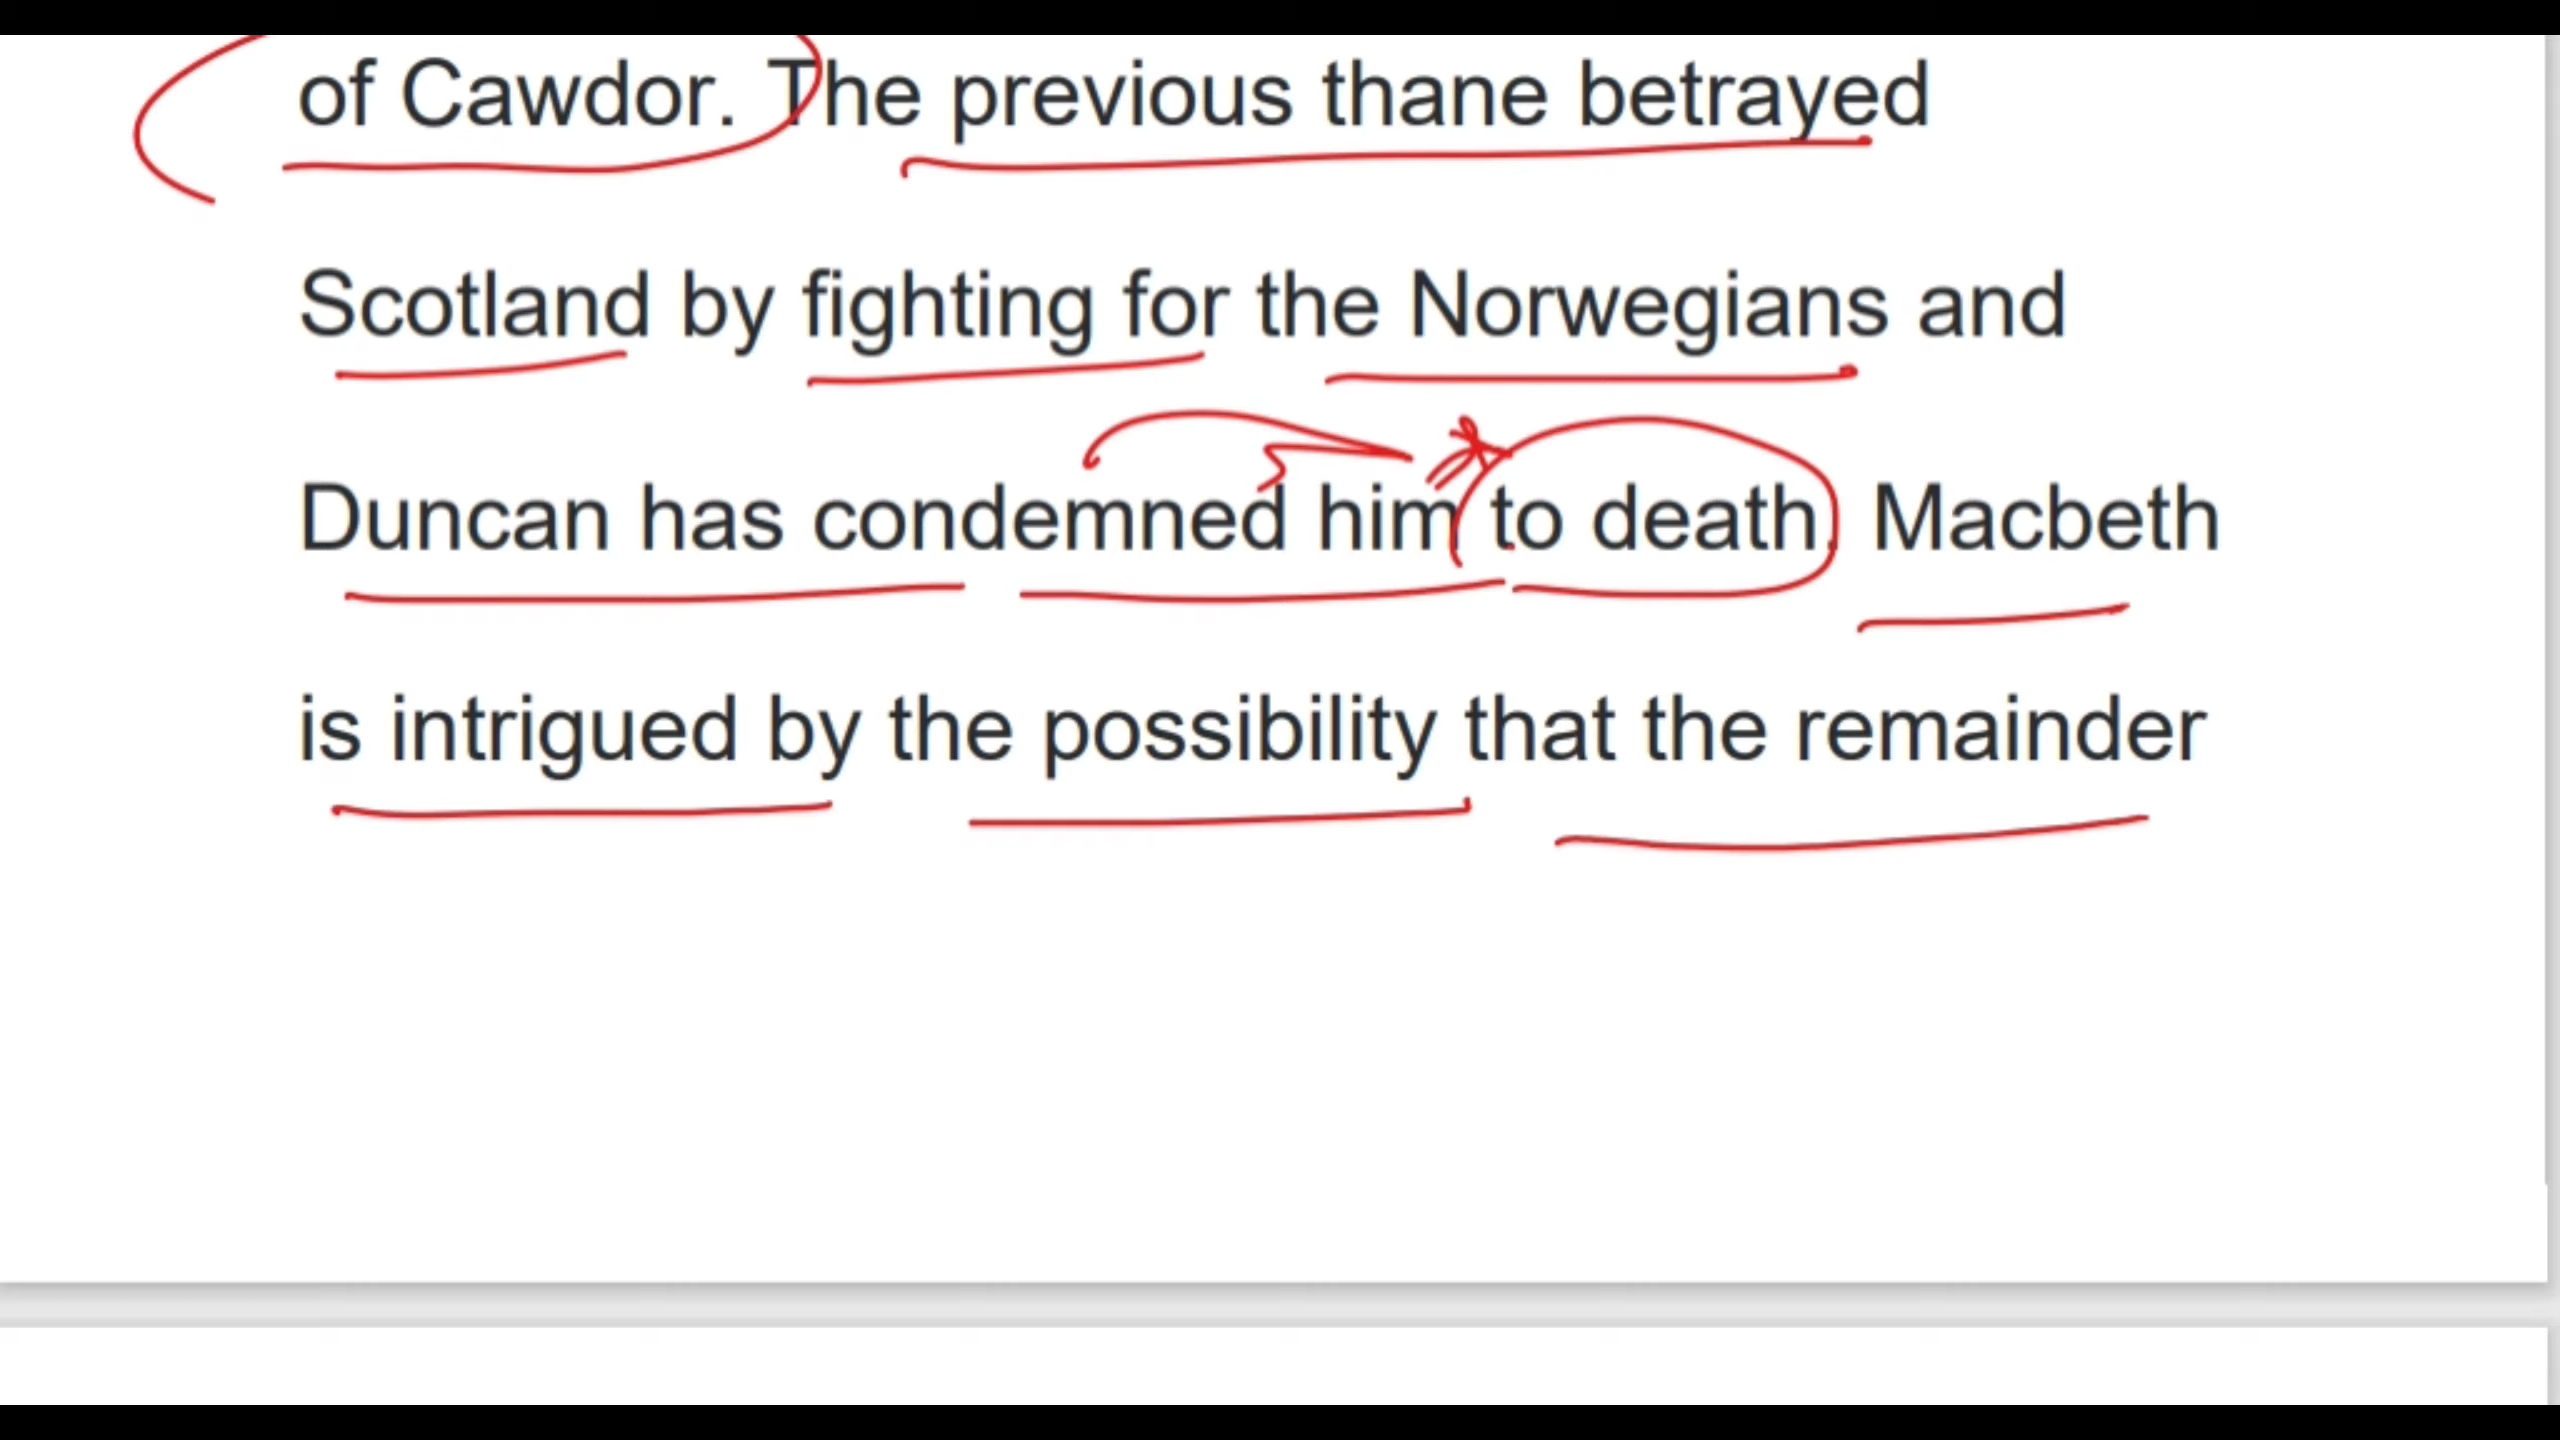 of Cawdor. The previous thane betrayed
Scotland by fighting for the Norwegians and
Duncan has condemned him to death. Macbeth
is intrigued by the possibility that the remainder